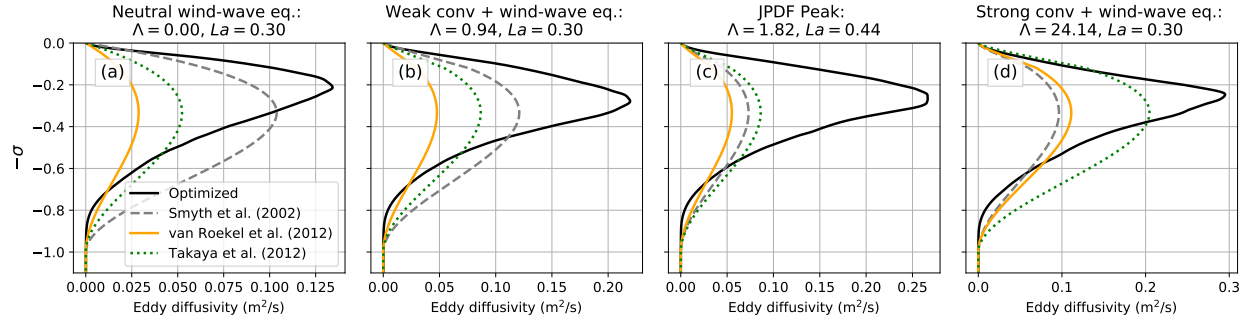 Neutral wind-wave eq.:
Λ = 0.00, La = 0.30
Weak conv + wind-wave eq.:
Λ = 0.94, La = 0.30
JPDF Peak:
Λ = 1.82, La = 0.44
Strong conv + wind-wave eq.:
Λ = 24.14, La = 0.30
(a)
(b)
(c)
(d)
0.0
−0.2
−0.4
−0.6
−0.8
−1.0
−σ
Optimized
Smyth et al. (2002)
van Roekel et al. (2012)
Takaya et al. (2012)
0.000 0.025 0.050 0.075 0.100 0.125
Eddy diffusivity (m²/s)
0.00 0.05 0.10 0.15 0.20
Eddy diffusivity (m²/s)
0.00 0.05 0.10 0.15 0.20 0.25
Eddy diffusivity (m²/s)
0.0 0.1 0.2 0.3
Eddy diffusivity (m²/s)